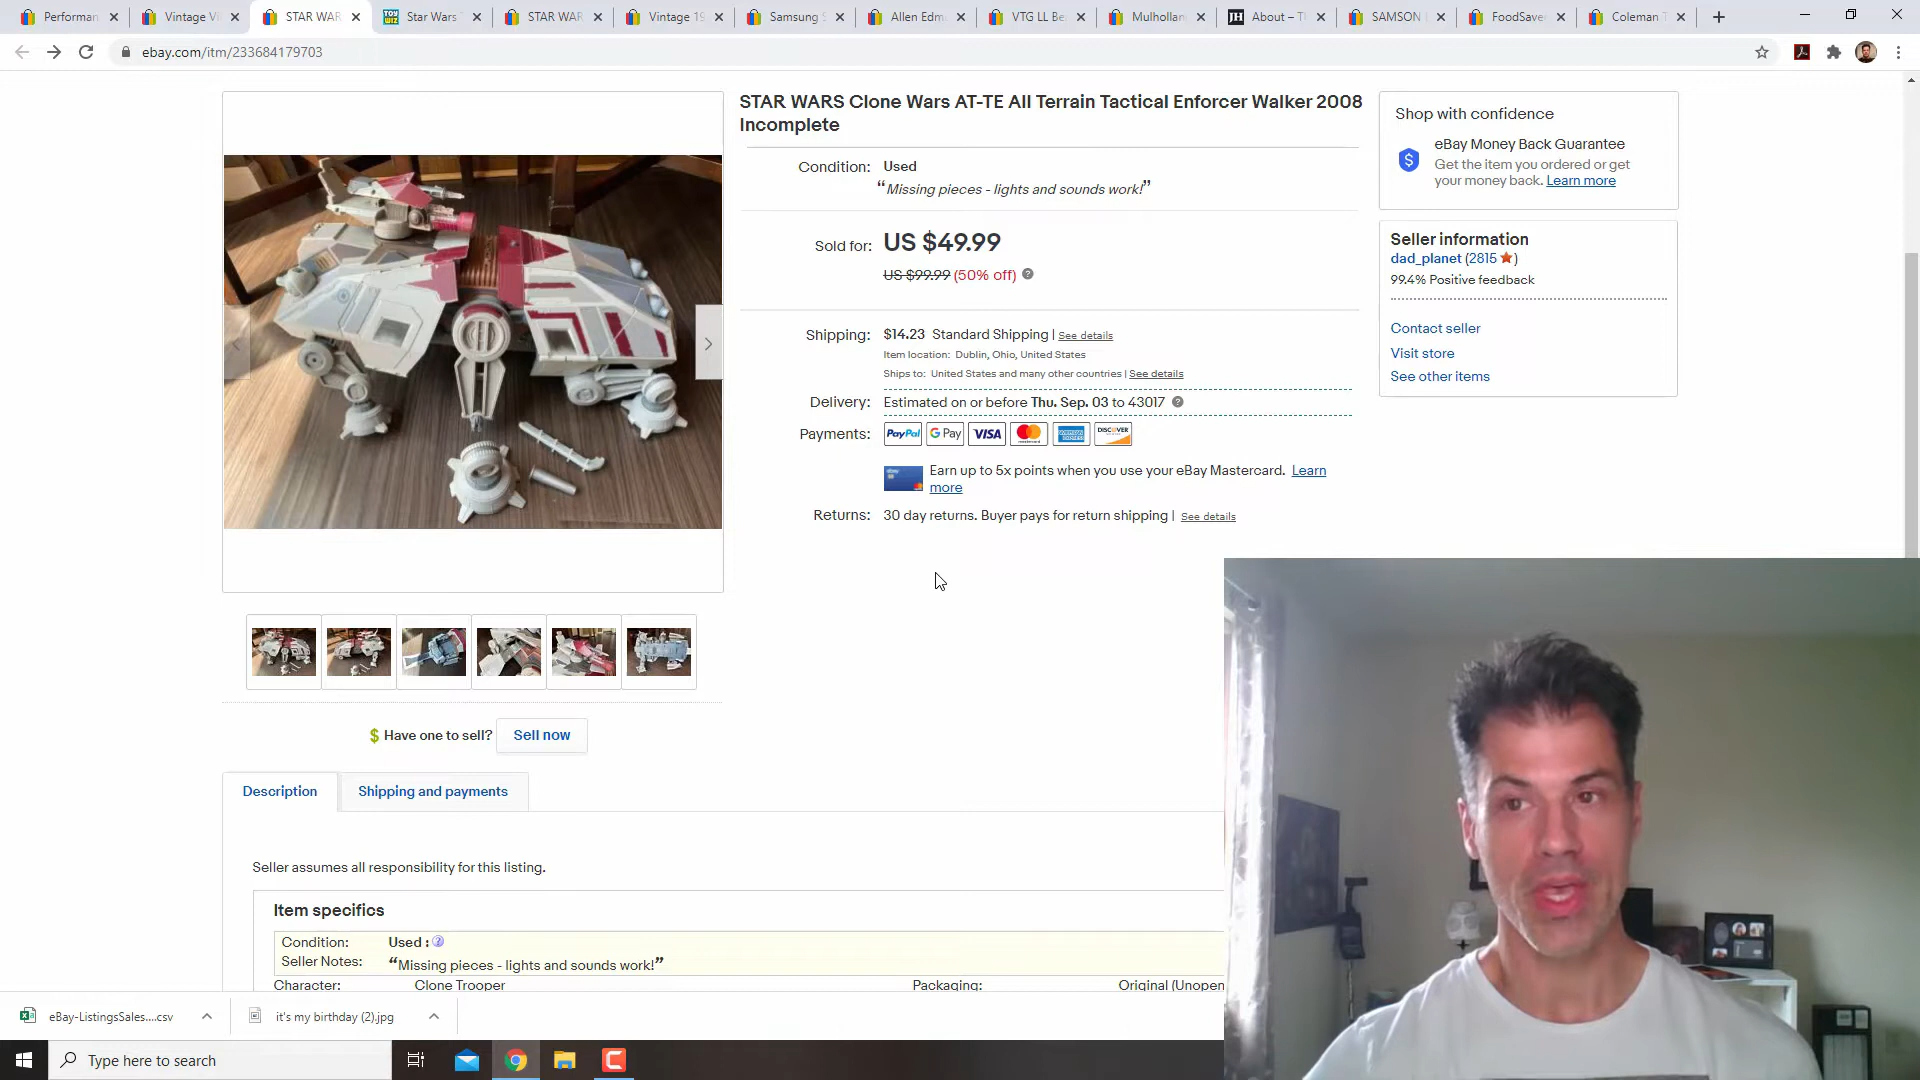 Performan
Vintage Vi
STAR WAR
Star Wars
STAR WAR
Vintage 19
Samsung S
Allen Edm
VTG LL Be
Mulhollan
JH About – T
SAMSON
FoodSave
Coleman T
ebay.com/itm/233684179703
STAR WARS Clone Wars AT-TE All Terrain Tactical Enforcer Walker 2008
Incomplete
Condition: Used
“Missing pieces - lights and sounds work!”
Sold for: US $49.99
US $99.99 (50% off)
Shipping: $14.23 Standard Shipping | See details
Item location: Dublin, Ohio, United States
Ships to: United States and many other countries | See details
Delivery: Estimated on or before Thu. Sep. 03 to 43017
Payments: PayPal G Pay VISA DISCOVER
Earn up to 5x points when you use your eBay Mastercard. Learn
more
Returns: 30 day returns. Buyer pays for return shipping | See details
Shop with confidence
eBay Money Back Guarantee
Get the item you ordered or get
your money back. Learn more
Seller information
dad_planet (2815 )
99.4% Positive feedback
Contact seller
Visit store
See other items
$ Have one to sell? Sell now
Description
Shipping and payments
Seller assumes all responsibility for this listing.
Item specifics
Condition: Used :
Seller Notes: “Missing pieces - lights and sounds work!”
Character: Clone Trooper Packaging: Original (Unopen
eBay-ListingsSales....csv
it's my birthday (2).jpg
Type here to search